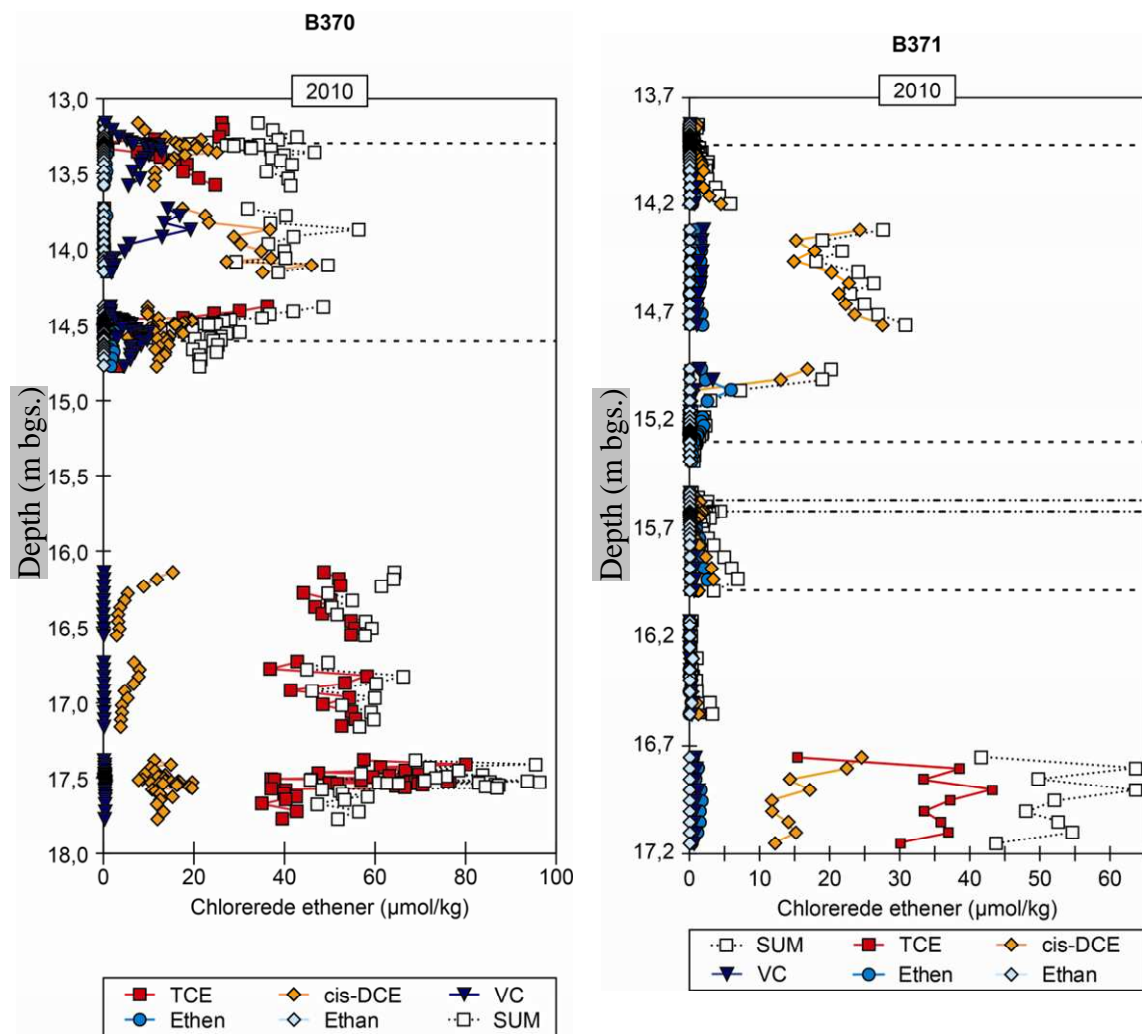 B370
2010
13,0
13,5
14,0
14,5
15,0
15,5
16,0
16,5
17,0
17,5
18,0
Depth (m bgs.)
0 20 40 60 80 100
Chlorerede ethener (µmol/kg)
TCE cis-DCE VC
Ethen Ethan SUM
B371
2010
13,7
14,2
14,7
15,2
15,7
16,2
16,7
17,2
Depth (m bgs.)
0 10 20 30 40 50 60
Chlorerede ethener (µmol/kg)
SUM TCE cis-DCE
VC Ethen Ethan